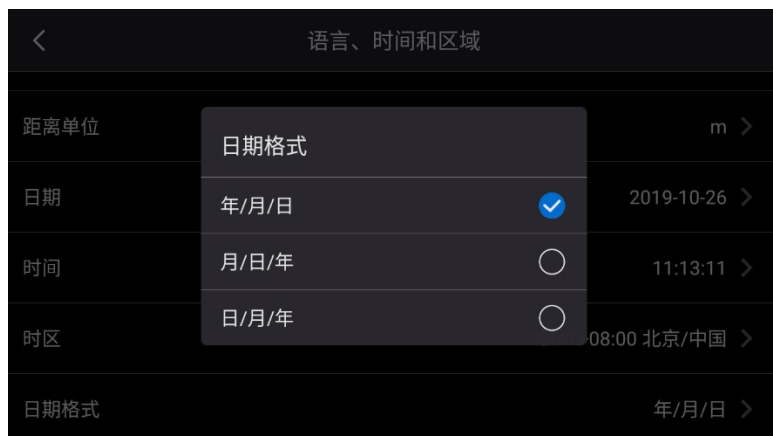 语言、时间和区域
距离单位 m
日期格式
日期 2019-10-26
年/月/日
时间 11:13:11
月/日/年
时区 08:00 北京/中国
日/月/年
日期格式 年/月/日